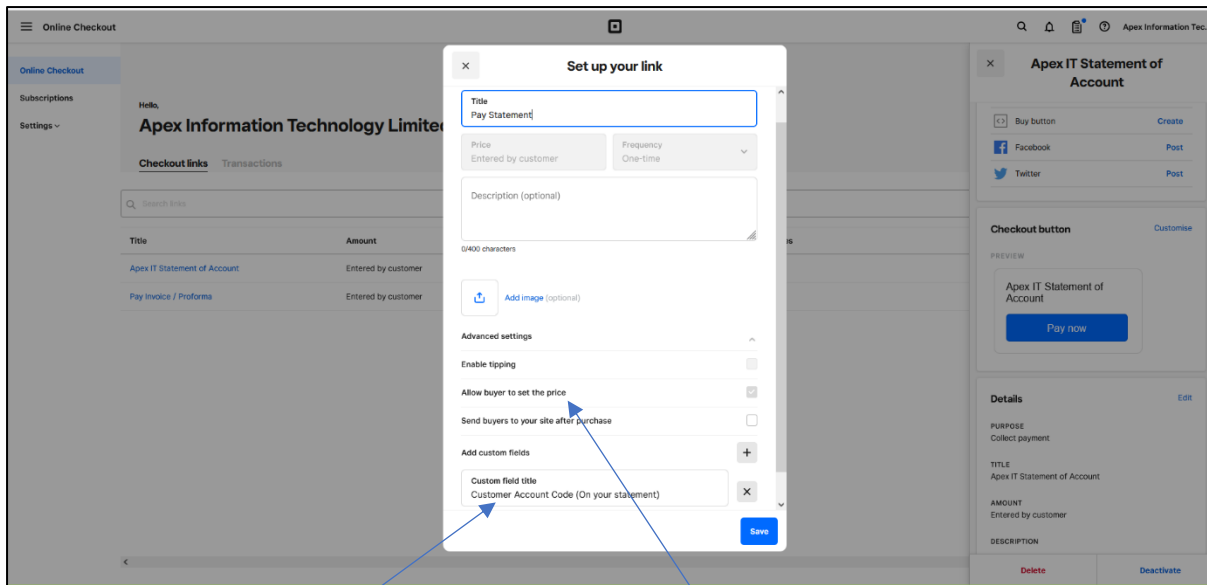 Online Checkout
Apex Information Tec.
Online Checkout
Subscriptions
Settings
Hello,
Apex Information Technology Limite
Checkout links Transactions
Search links
Title Amount
Apex IT Statement of Account Entered by customer
Pay Invoice / Proforma Entered by customer
Set up your link
Title
Pay Statement
Price
Entered by customer
Frequency
One-time
Description (optional)
0/400 characters
Add image (optional)
Advanced settings
Enable tipping
Allow buyer to set the price
Send buyers to your site after purchase
Add custom fields
Custom field title
Customer Account Code (On your statement)
Save
Apex IT Statement of
Account
Buy button Create
Facebook Post
Twitter Post
Checkout button Customise
PREVIEW
Apex IT Statement of
Account
Pay now
Details Edit
PURPOSE
Collect payment
TITLE
Apex IT Statement of Account
AMOUNT
Entered by customer
DESCRIPTION
Delete Deactivate